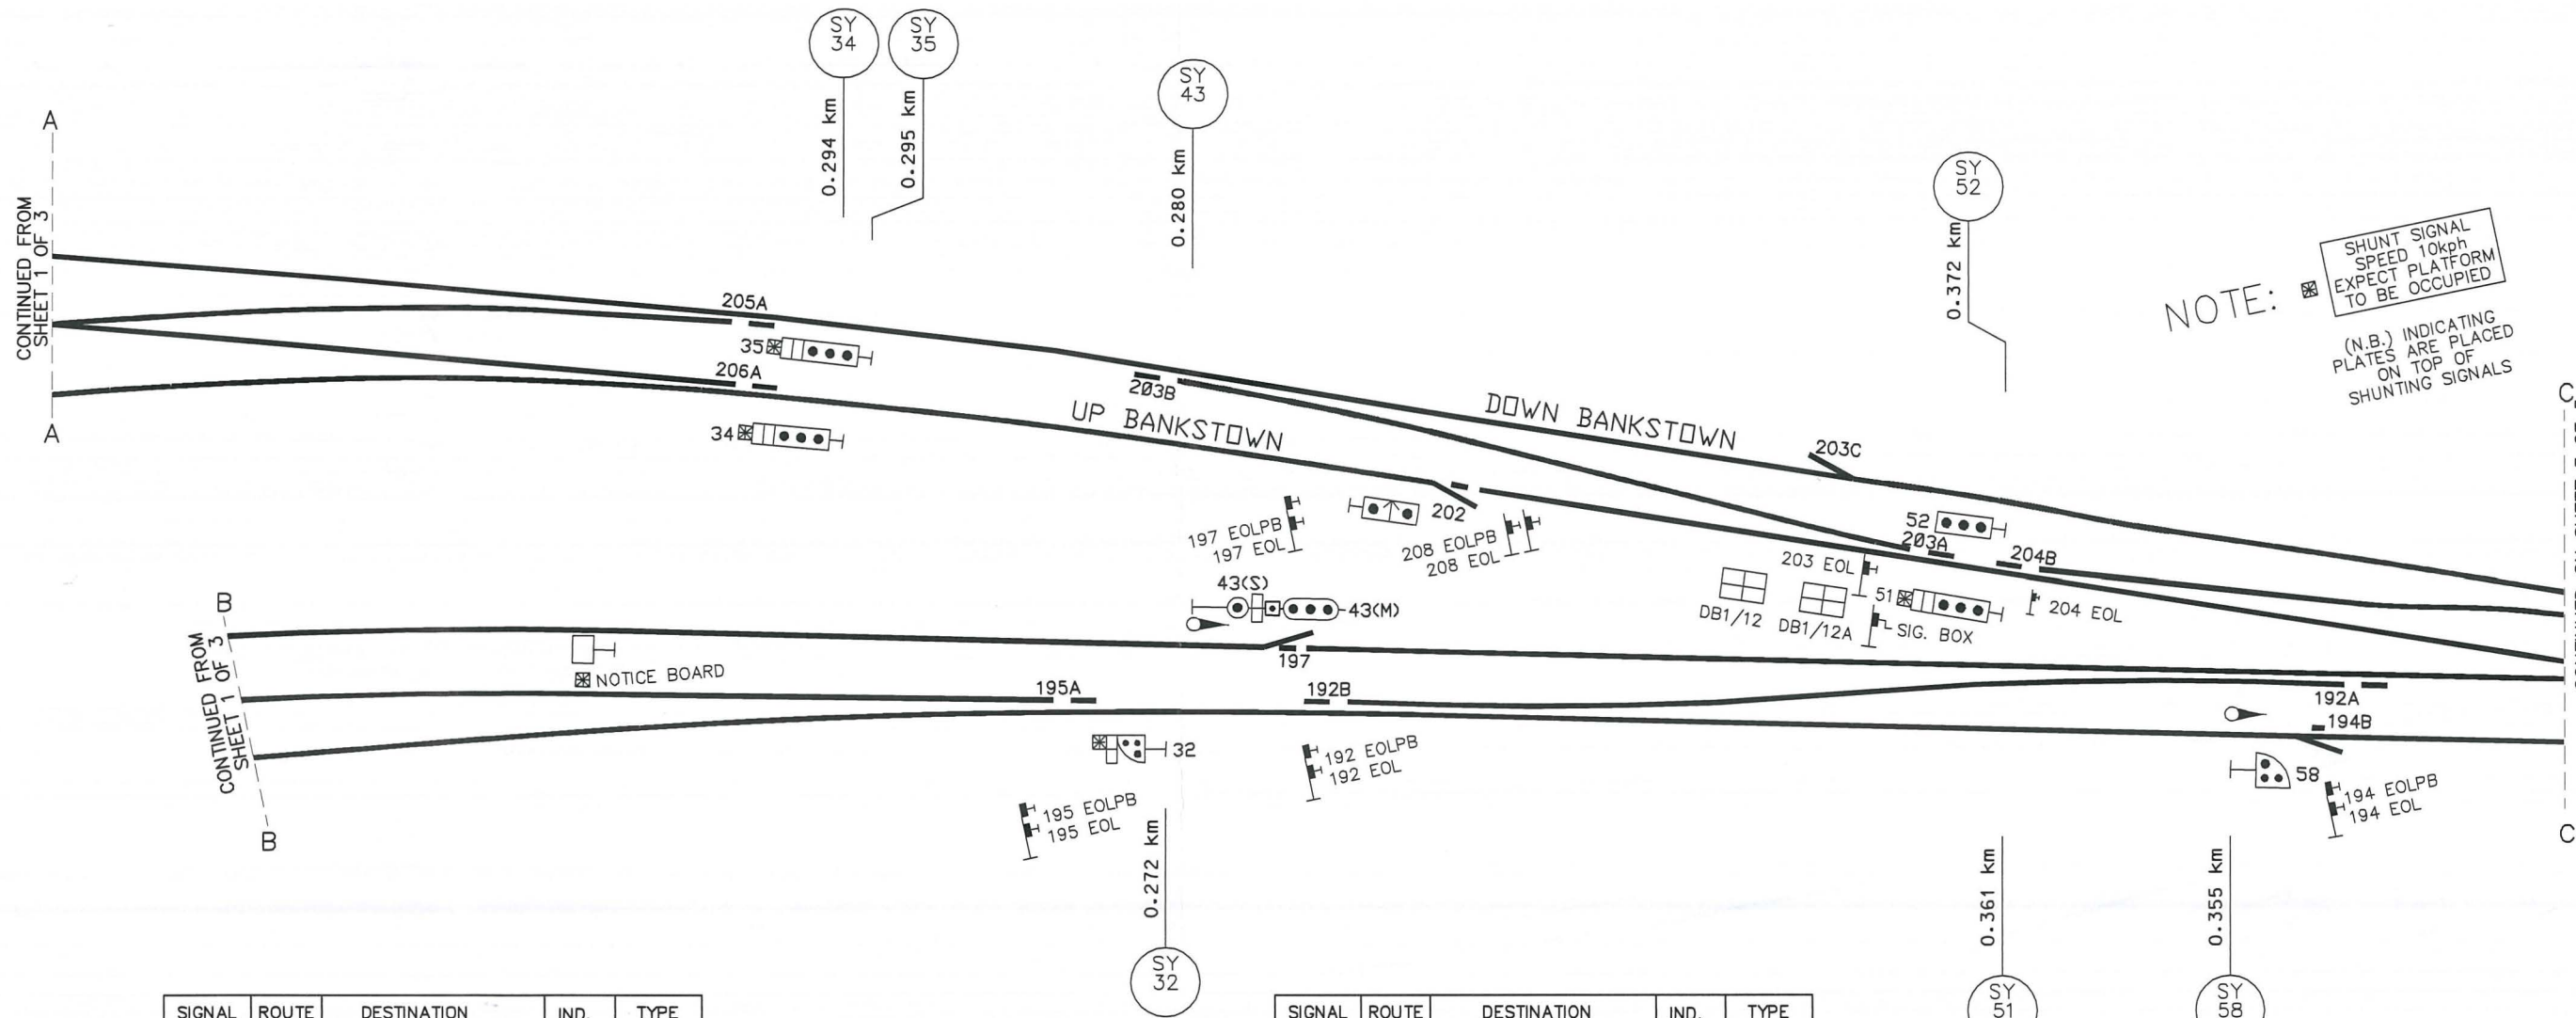 SY
34
SY
35
SY
43
SY
52
0.294 km
0.295 km
0.280 km
0.372 km
A
CONTINUED FROM
SHEET 1 OF 3
A
NOTE:
SHUNT SIGNAL
SPEED 10kph
EXPECT PLATFORM
TO BE OCCUPIED
(N.B.) INDICATING
PLATES ARE PLACED
ON TOP OF
SHUNTING SIGNALS
C
205A
35
206A
34
203B
UP BANKSTOWN
DOWN BANKSTOWN
203C
202
197 EOLPB
197 EOL
208 EOLPB
208 EOL
52
203A
204B
203 EOL
51
204 EOL
DB1/12
DB1/12A
SIG. BOX
43(S)
43(M)
B
CONTINUED FROM
SHEET 1 OF 3
B
NOTICE BOARD
197
195A
192B
192A
194B
32
192 EOLPB
192 EOL
195 EOLPB
195 EOL
58
194 EOLPB
194 EOL
C
0.272 km
0.361 km
0.355 km
SY
32
SY
51
SY
58
SIGNAL ROUTE DESTINATION IND. TYPE
SIGNAL ROUTE DESTINATION IND. TYPE